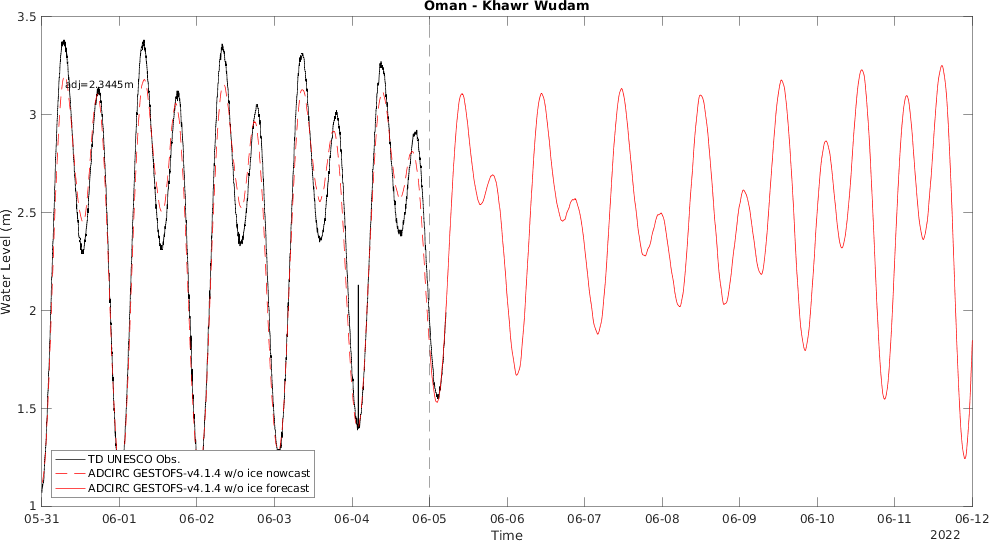 Oman - Khawr Wudam
3.5
3
2.5
2
1.5
1
Water Level (m)
adj=2.3445m
TD UNESCO Obs.
ADCIRC GESTOFS-v4.1.4 w/o ice nowcast
ADCIRC GESTOFS-v4.1.4 w/o ice forecast
05-31 06-01 06-02 06-03 06-04 06-05 06-06 06-07 06-08 06-09 06-10 06-11 06-12
Time
2022